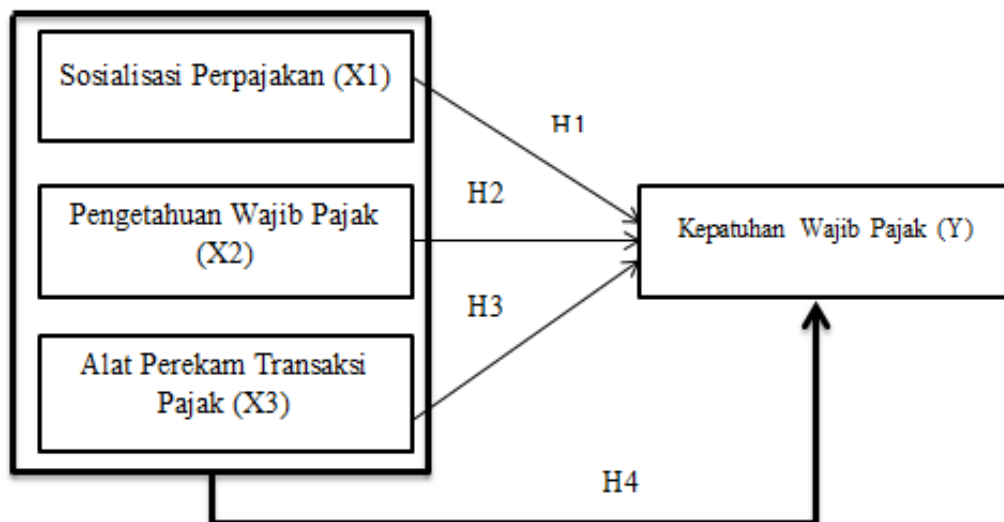 Sosialisasi Perpajakan (X1)
H1
Pengetahuan Wajib Pajak
(X2)
H2
Kepatuhan Wajib Pajak (Y)
H3
Alat Perekam Transaksi
Pajak (X3)
H4